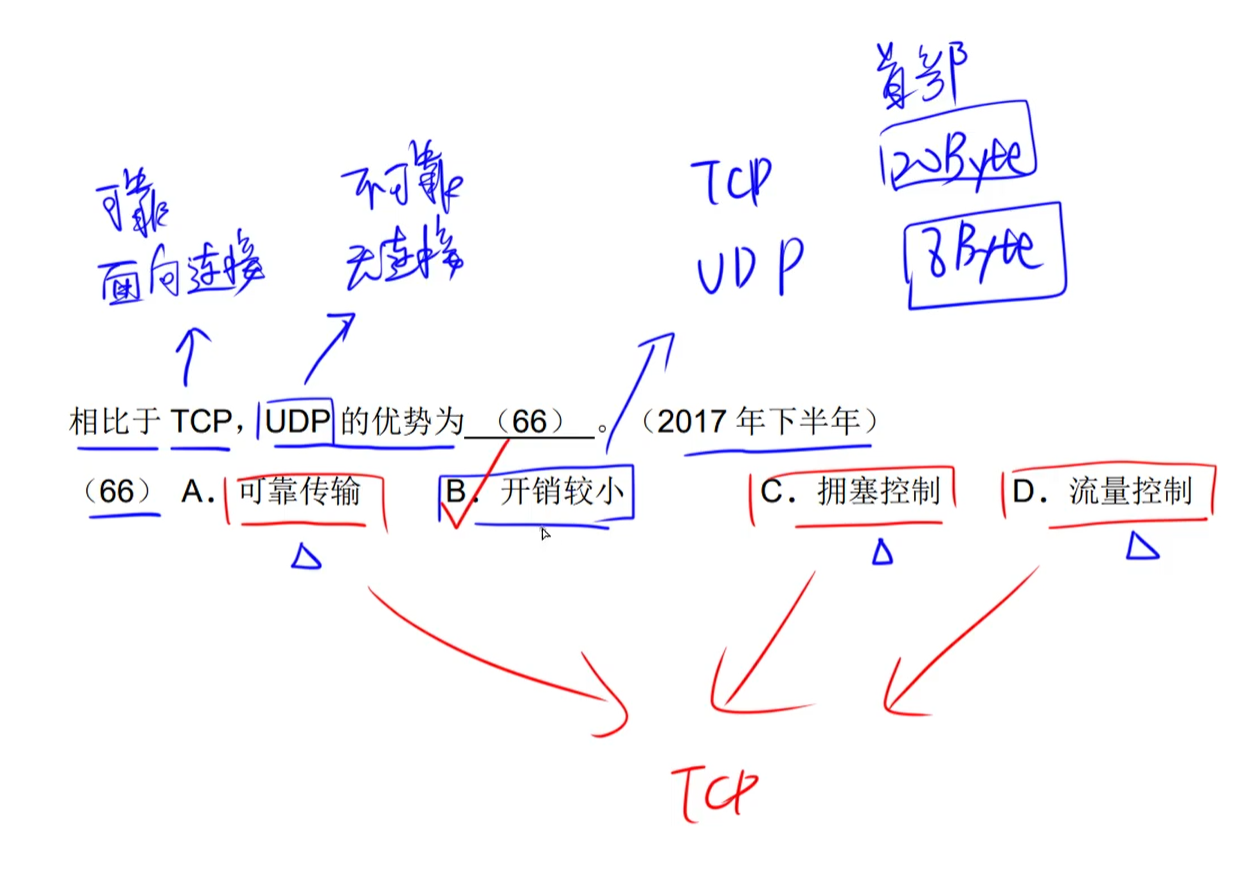 首部
可靠
不可靠
TCP
20Byte
面向连接
无连接
UDP
8Byte
相比于 TCP，UDP 的优势为 （66） 。（2017 年下半年）
（66） A．可靠传输 B．开销较小 C．拥塞控制 D．流量控制
TCP